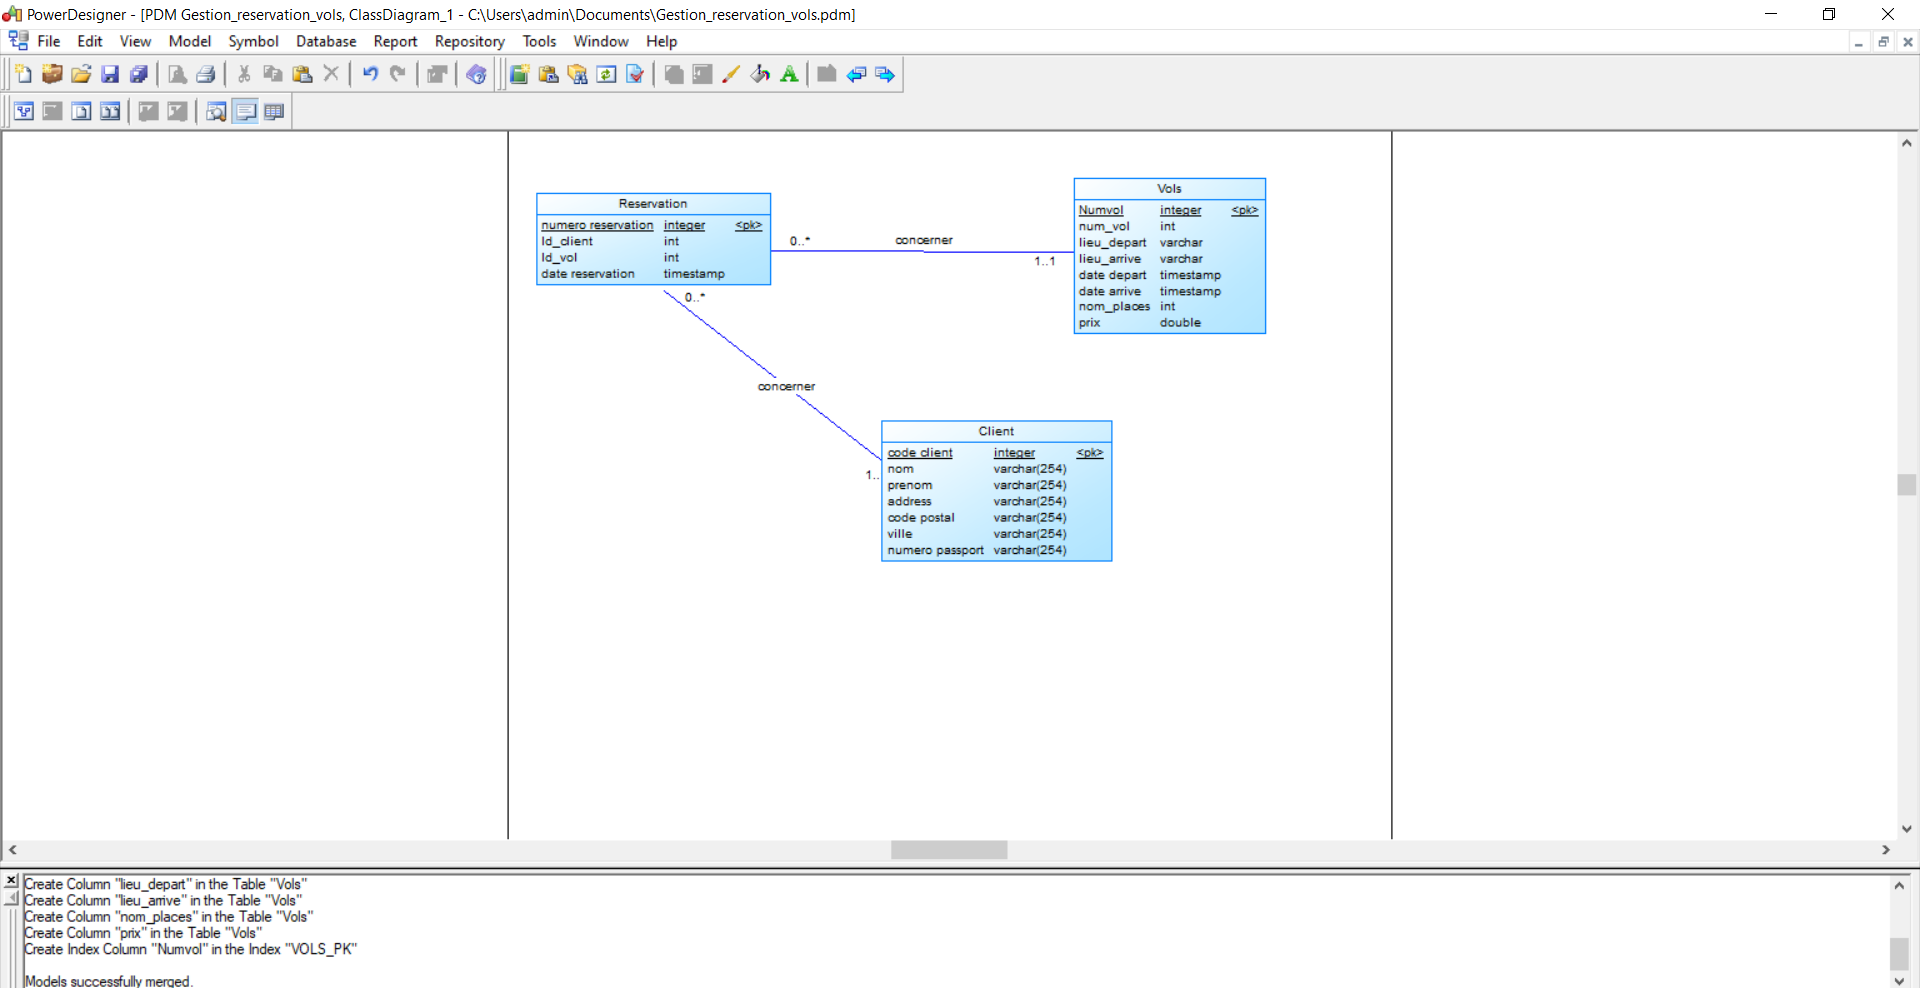 PowerDesigner - [PDM Gestion_reservation_vols, ClassDiagram_1 - C:\Users\admin\Documents\Gestion_reservation_vols.pdm]
File Edit View Model Symbol Database Report Repository Tools Window Help
Reservation
numero reservation integer <pk>
Id_client int
Id_vol int
date reservation timestamp
0..*
concerner
1..1
Vols
Numvol integer <pk>
num_vol int
lieu_depart varchar
lieu_arrive varchar
date depart timestamp
date arrive timestamp
nom_places int
prix double
0..*
concerner
1..
Client
code client integer <pk>
nom varchar(254)
prenom varchar(254)
address varchar(254)
code postal varchar(254)
ville varchar(254)
numero passport varchar(254)
Create Column "lieu_depart" in the Table "Vols"
Create Column "lieu_arrive" in the Table "Vols"
Create Column "nom_places" in the Table "Vols"
Create Column "prix" in the Table "Vols"
Create Index Column "Numvol" in the Index "VOLS_PK"
Models successfully merged.